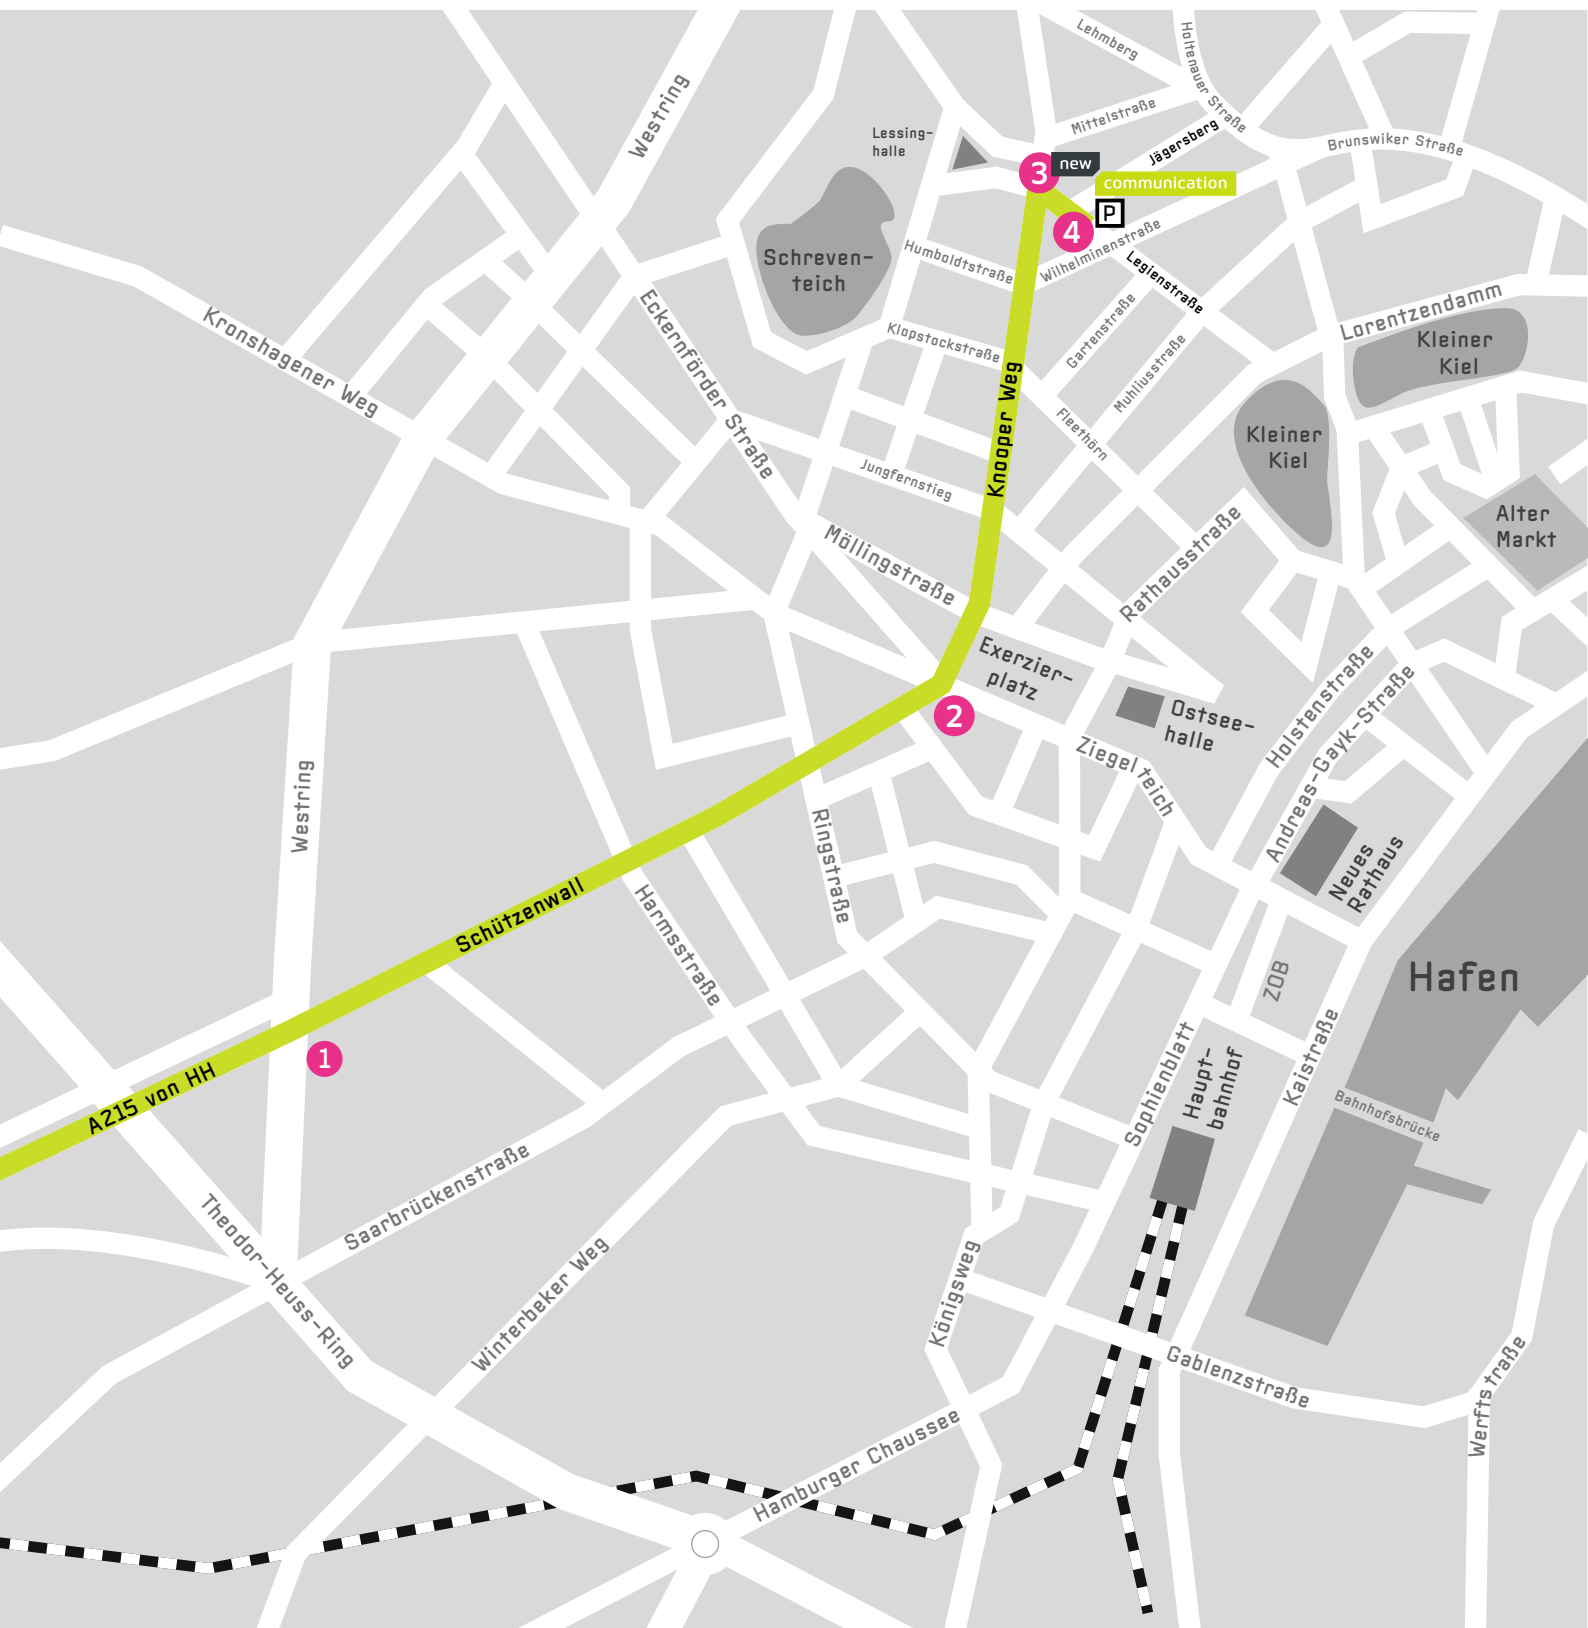 Lehmberg
Holtenauer Straße
Westring
Mittelstraße
Lessing-
halle
Jägersberg
Brunswiker Straße
3
new
communication
P
4
Schreven-
teich
Humboldtstraße
Wilhelminenstraße
Legienstraße
Kronshagener Weg
Eckernförder Straße
Klopstockstraße
Gartenstraße
Muhliusstraße
Lorentzendamm
Kleiner
Kiel
Knooper Weg
Fleethörn
Kleiner
Kiel
Jungfernstieg
Alter
Markt
Möllingstraße
Rathausstraße
Exerzier-
platz
2
Ostsee-
halle
Holstenstraße
Andreas-Gayk-Straße
Ziegelteich
Westring
Ringstraße
Neues
Rathaus
Schützenwall
Harmsstraße
ZOB
Hafen
1
A215 von HH
Sophienblatt
Haupt-
bahnhof
Kaistraße
Bahnhofsbrücke
Theodor-Heuss-Ring
Saarbrückenstraße
Winterbeker Weg
Königsweg
Gablenzstraße
Werftstraße
Hamburger Chaussee